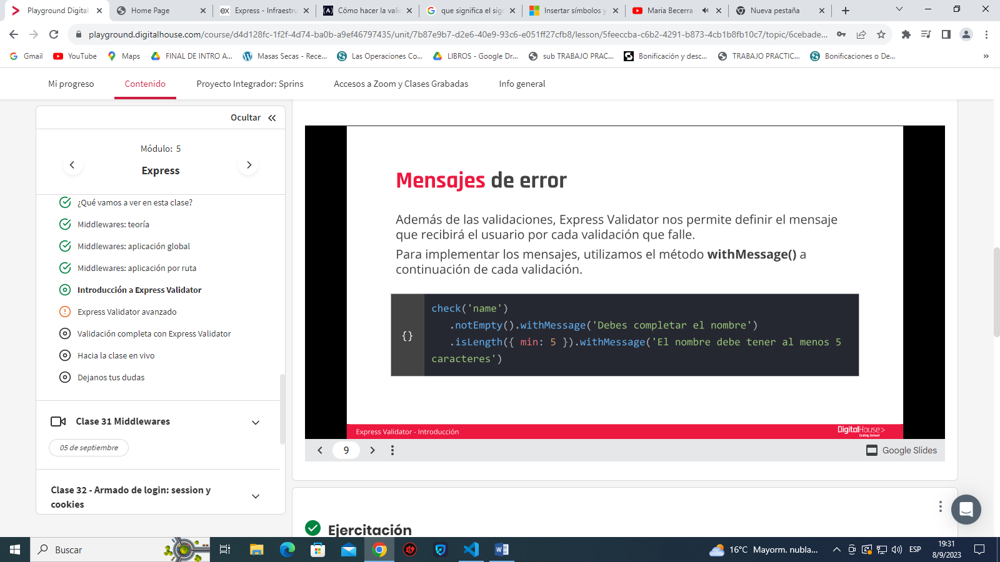 Playground Digital
Home Page
Express - Infraestru
Cómo hacer la valid
que significa el sign
Insertar símbolos y
Maria Becerra -
Nueva pestaña
playground.digitalhouse.com/course/d4d128fc-1f2f-4d74-ba0b-a9ef46797435/unit/7b87e9b7-d2e6-40e9-93c6-e051ff27cfb8/lesson/5feeccba-c6b2-4291-b873-4cb1b8fb10c7/topic/6cebade...
Gmail
YouTube
Maps
FINAL DE INTRO A...
Masas Secas - Rece...
Las Operaciones Co...
LIBROS - Google Dr...
sub TRABAJO PRAC...
Bonificación y desc...
TRABAJO PRACTIC...
Bonificaciones o De...
»
Mi progreso
Contenido
Proyecto Integrador: Sprins
Accesos a Zoom y Clases Grabadas
Info general
Ocultar
Módulo: 5
Express
¿Qué vamos a ver en esta clase?
Middlewares: teoría
Middlewares: aplicación global
Middlewares: aplicación por ruta
Introducción a Express Validator
Express Validator avanzado
Validación completa con Express Validator
Hacia la clase en vivo
Dejanos tus dudas
Clase 31 Middlewares
05 de septiembre
Clase 32 - Armado de login: session y
cookies
Mensajes de error
Además de las validaciones, Express Validator nos permite definir el mensaje
que recibirá el usuario por cada validación que falle.
Para implementar los mensajes, utilizamos el método withMessage() a
continuación de cada validación.
{}
check('name')
.notEmpty().withMessage('Debes completar el nombre')
.isLength({ min: 5 }).withMessage('El nombre debe tener al menos 5
caracteres')
Express Validator - Introducción
DigitalHouse>
Coding School
9
Google Slides
Ejercitación
Buscar
16°C Mayorm. nubla...
ESP
19:31
8/9/2023